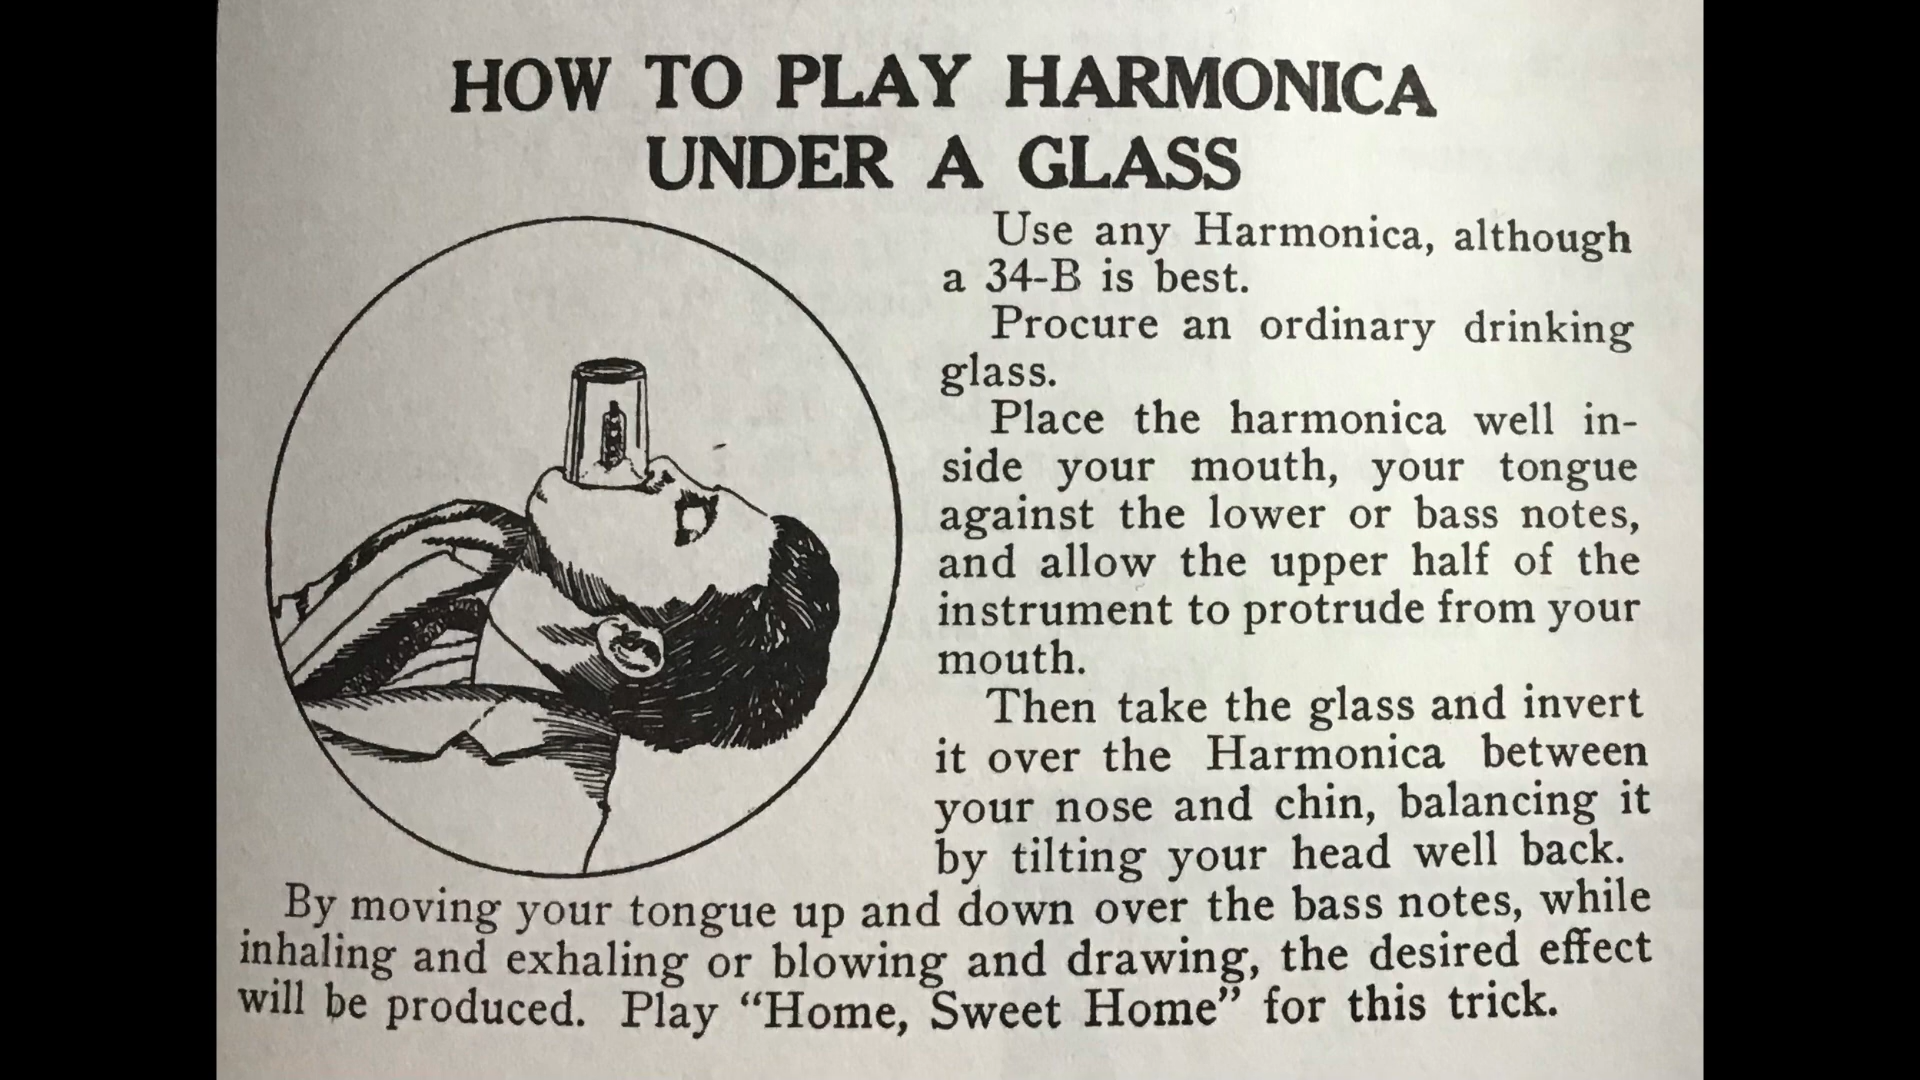 HOW TO PLAY HARMONICA
UNDER A GLASS
Use any Harmonica, although
a 34-B is best.
Procure an ordinary drinking
glass.
Place the harmonica well in-
side your mouth, your tongue
against the lower or bass notes,
and allow the upper half of the
instrument to protrude from your
mouth.
Then take the glass and invert
it over the Harmonica between
your nose and chin, balancing it
by tilting your head well back.
By moving your tongue up and down over the bass notes, while
inhaling and exhaling or blowing and drawing, the desired effect
will be produced. Play “Home, Sweet Home” for this trick.